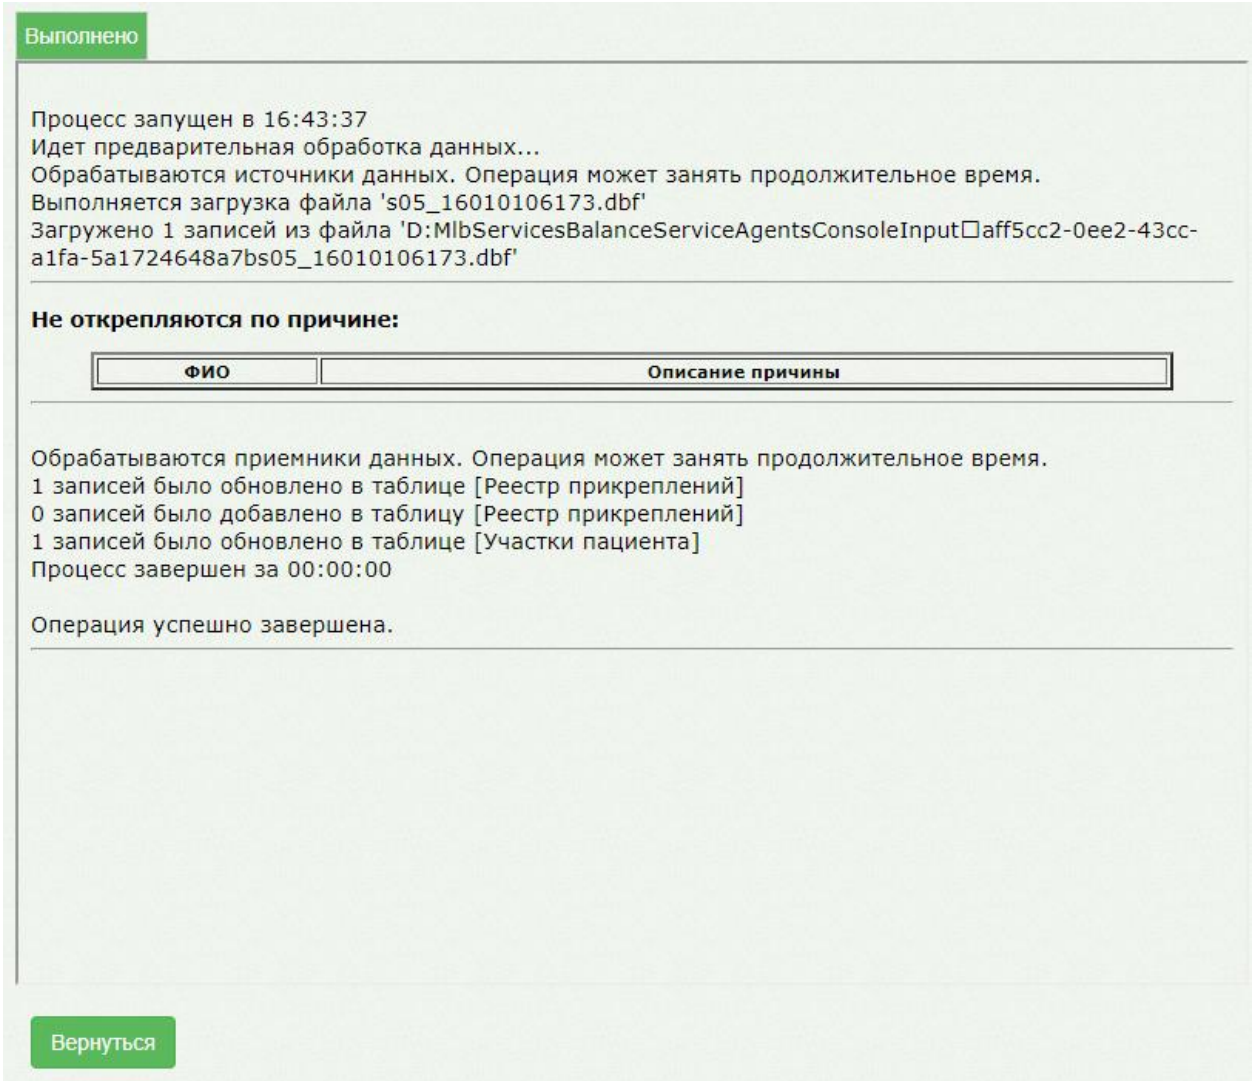 Выполнено
Процесс запущен в 16:43:37
Идет предварительная обработка данных...
Обрабатываются источники данных. Операция может занять продолжительное время.
Выполняется загрузка файла 's05_16010106173.dbf'
Загружено 1 записей из файла 'D:MlbServicesBalanceServiceAgentsConsoleInput□aff5cc2-0ee2-43cc-
a1fa-5a1724648a7bs05_16010106173.dbf'
Не открепляются по причине:
ФИО Описание причины
Обрабатываются приемники данных. Операция может занять продолжительное время.
1 записей было обновлено в таблице [Реестр прикреплений]
0 записей было добавлено в таблицу [Реестр прикреплений]
1 записей было обновлено в таблице [Участки пациента]
Процесс завершен за 00:00:00
Операция успешно завершена.
Вернуться